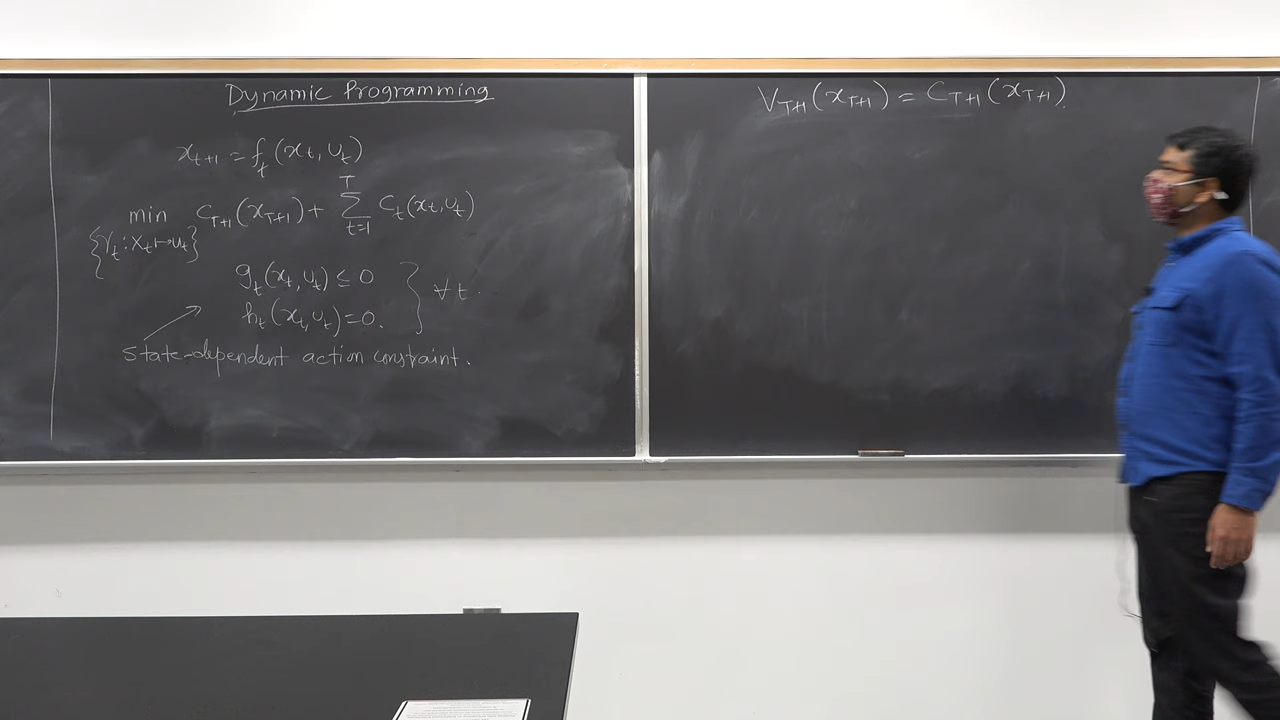 Dynamic Programming
x_{t+1} = f_t(x_t, u_t)
min_{{γ_t : X_t ↦ u_t}} C_{T+1}(x_{T+1}) + \sum_{t=1}^{T} C_t(x_t, u_t)
g_t(x_t, u_t) ≤ 0
h_t(x_t, u_t) = 0. } ∀ t.
state-dependent action constraint.
V_{T+1}(x_{T+1}) = C_{T+1}(x_{T+1}).